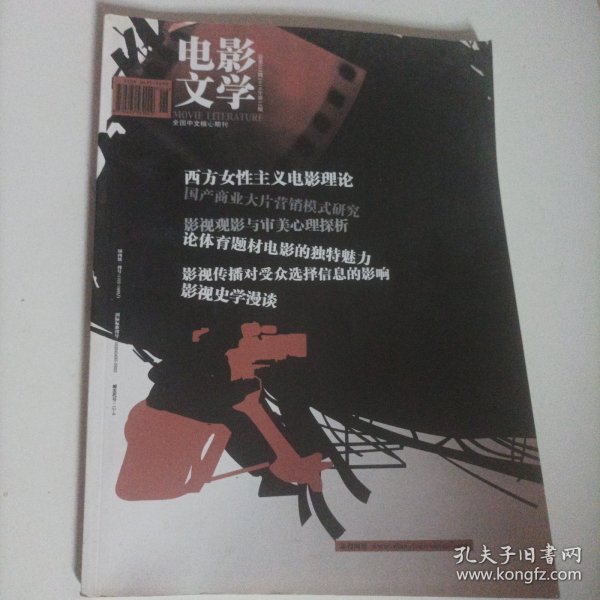 电影
文学
MOVIE LITERATURE
全国中文核心期刊
西方女性主义电影理论
国产商业大片营销模式研究
影视观影与审美心理探析
论体育题材电影的独特魅力
影视传播对受众选择信息的影响
影视史学漫谈
孔夫子旧书网
www.kongfz.com